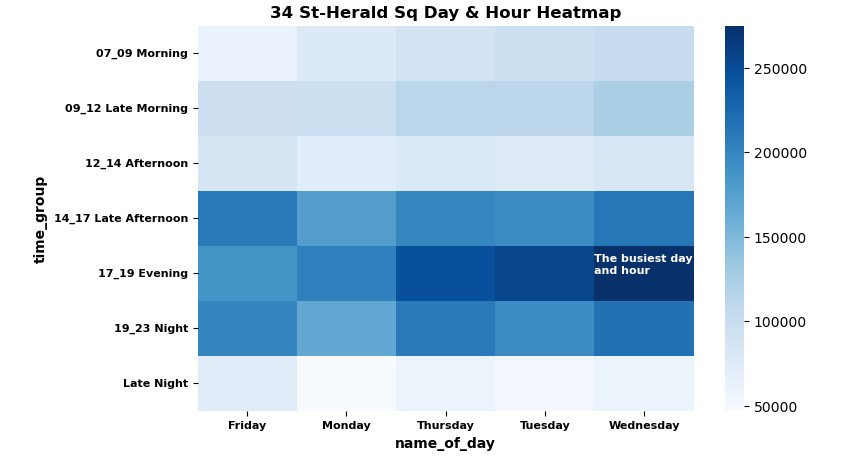 34 St-Herald Sq Day & Hour Heatmap
07_09 Morning
09_12 Late Morning
12_14 Afternoon
14_17 Late Afternoon
17_19 Evening
19_23 Night
Late Night
time_group
The busiest day
and hour
Friday
Monday
Thursday
Tuesday
Wednesday
name_of_day
250000
200000
150000
100000
50000